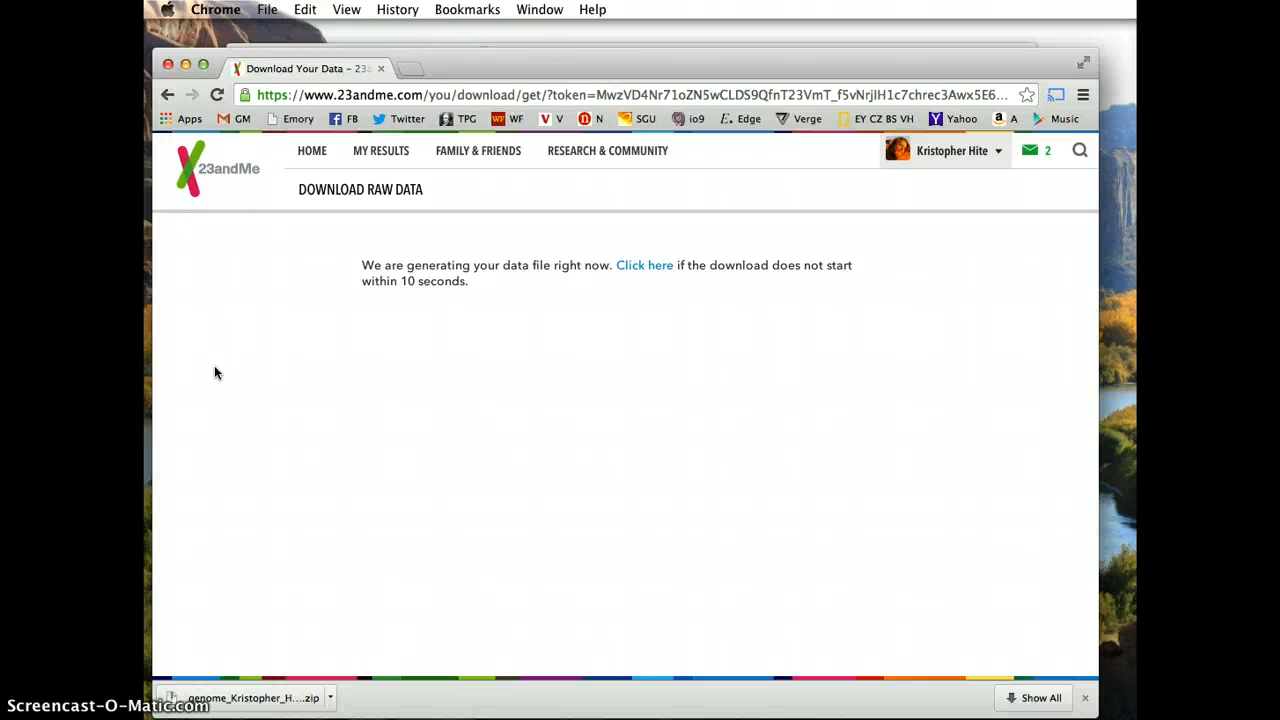 Chrome File Edit View History Bookmarks Window Help
Download Your Data – 23a
https://www.23andme.com/you/download/get/?token=MwzVD4Nr71oZN5wCLDS9QfnT23VmT_f5vNrjlH1c7chrec3Awx5E6...
Apps GM Emory FB Twitter TPG WF WF V V n N SGU io9 E. Edge Verge EY CZ BS VH Y Yahoo a A Music
23andMe
HOME MY RESULTS FAMILY & FRIENDS RESEARCH & COMMUNITY Kristopher Hite 2
DOWNLOAD RAW DATA
We are generating your data file right now. Click here if the download does not start
within 10 seconds.
genome_Kristopher_H....zip Show All
Screencast-O-Matic.com